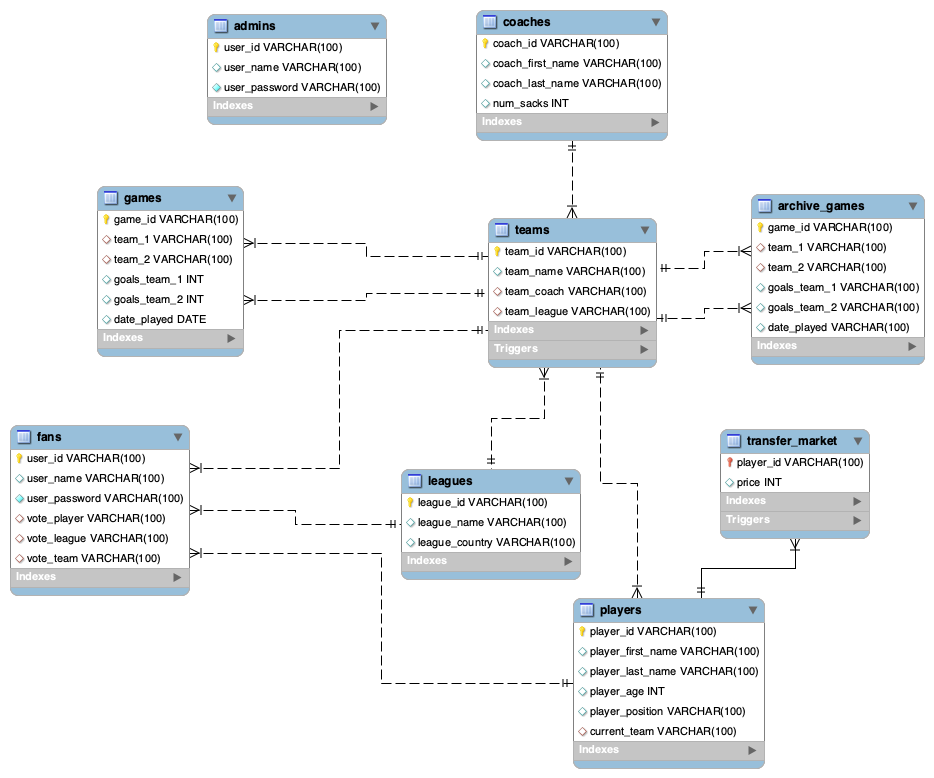 admins
user_id VARCHAR(100)
user_name VARCHAR(100)
user_password VARCHAR(100)
Indexes
coaches
coach_id VARCHAR(100)
coach_first_name VARCHAR(100)
coach_last_name VARCHAR(100)
num_sacks INT
Indexes
games
game_id VARCHAR(100)
team_1 VARCHAR(100)
team_2 VARCHAR(100)
goals_team_1 INT
goals_team_2 INT
date_played DATE
Indexes
teams
team_id VARCHAR(100)
team_name VARCHAR(100)
team_coach VARCHAR(100)
team_league VARCHAR(100)
Indexes
Triggers
archive_games
game_id VARCHAR(100)
team_1 VARCHAR(100)
team_2 VARCHAR(100)
goals_team_1 VARCHAR(100)
goals_team_2 VARCHAR(100)
date_played VARCHAR(100)
Indexes
fans
user_id VARCHAR(100)
user_name VARCHAR(100)
user_password VARCHAR(100)
vote_player VARCHAR(100)
vote_league VARCHAR(100)
vote_team VARCHAR(100)
Indexes
leagues
league_id VARCHAR(100)
league_name VARCHAR(100)
league_country VARCHAR(100)
Indexes
transfer_market
player_id VARCHAR(100)
price INT
Indexes
Triggers
players
player_id VARCHAR(100)
player_first_name VARCHAR(100)
player_last_name VARCHAR(100)
player_age INT
player_position VARCHAR(100)
current_team VARCHAR(100)
Indexes